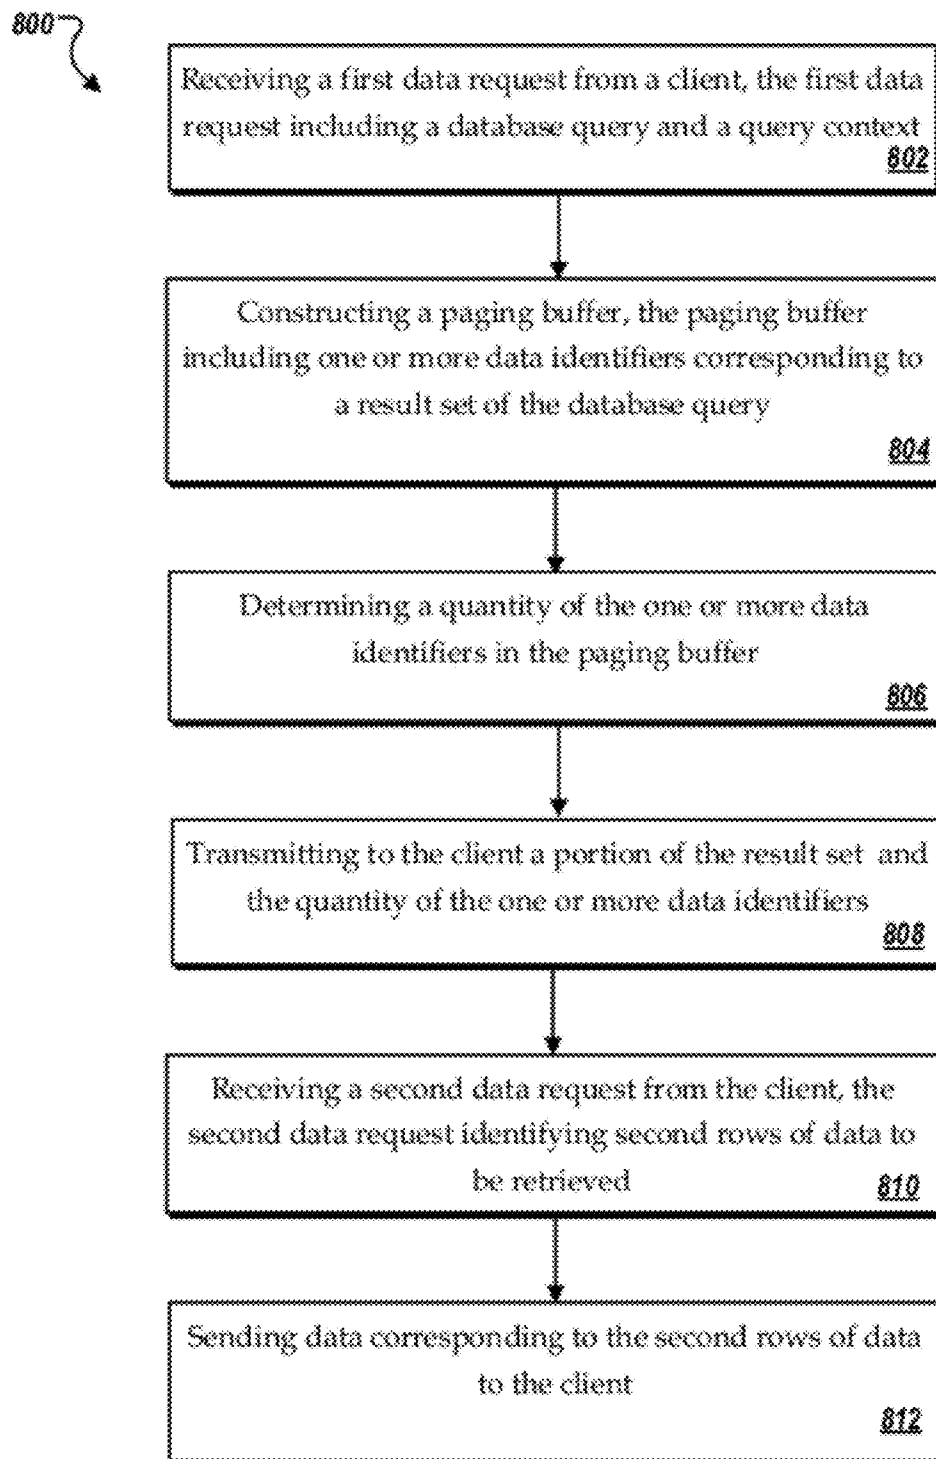 800
Receiving a first data request from a client, the first data
request including a database query and a query context
802
Constructing a paging buffer, the paging buffer
including one or more data identifiers corresponding to
a result set of the database query
804
Determining a quantity of the one or more data
identifiers in the paging buffer
806
Transmitting to the client a portion of the result set and
the quantity of the one or more data identifiers
808
Receiving a second data request from the client, the
second data request identifying second rows of data to
be retrieved
810
Sending data corresponding to the second rows of data
to the client
812